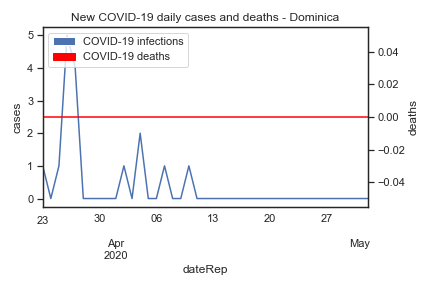 New COVID-19 daily cases and deaths - Dominica
COVID-19 infections
COVID-19 deaths
cases
5
4
3
2
1
0
deaths
0.04
0.02
0.00
−0.02
−0.04
23
30
06
13
20
27
Apr
2020
May
dateRep